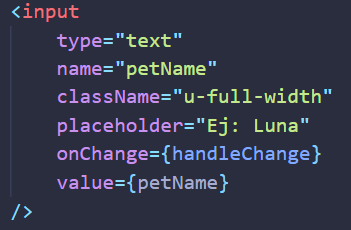 <input
type="text"
name="petName"
className="u-full-width"
placeholder="Ej: Luna"
onChange={handleChange}
value={petName}
/>